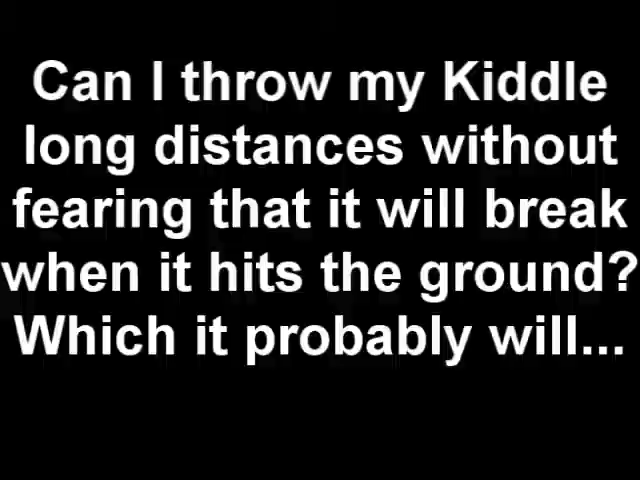 Can I throw my Kiddle
long distances without
fearing that it will break
when it hits the ground?
Which it probably will...